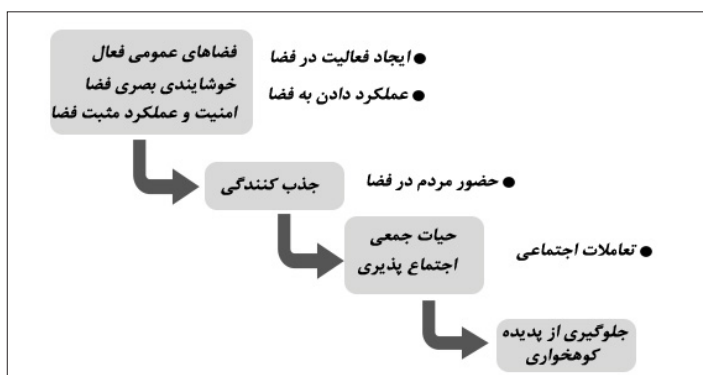 فضاهای عمومی فعال
خوشایندی بصری فضا
امنیت و عملکرد مثبت فضا
● ایجاد فعالیت در فضا
● عملکرد دادن به فضا
جذب کنندگی
● حضور مردم در فضا
حیات جمعی
اجتماع پذیری
● تعاملات اجتماعی
جلوگیری از پدیده
کوهخواری